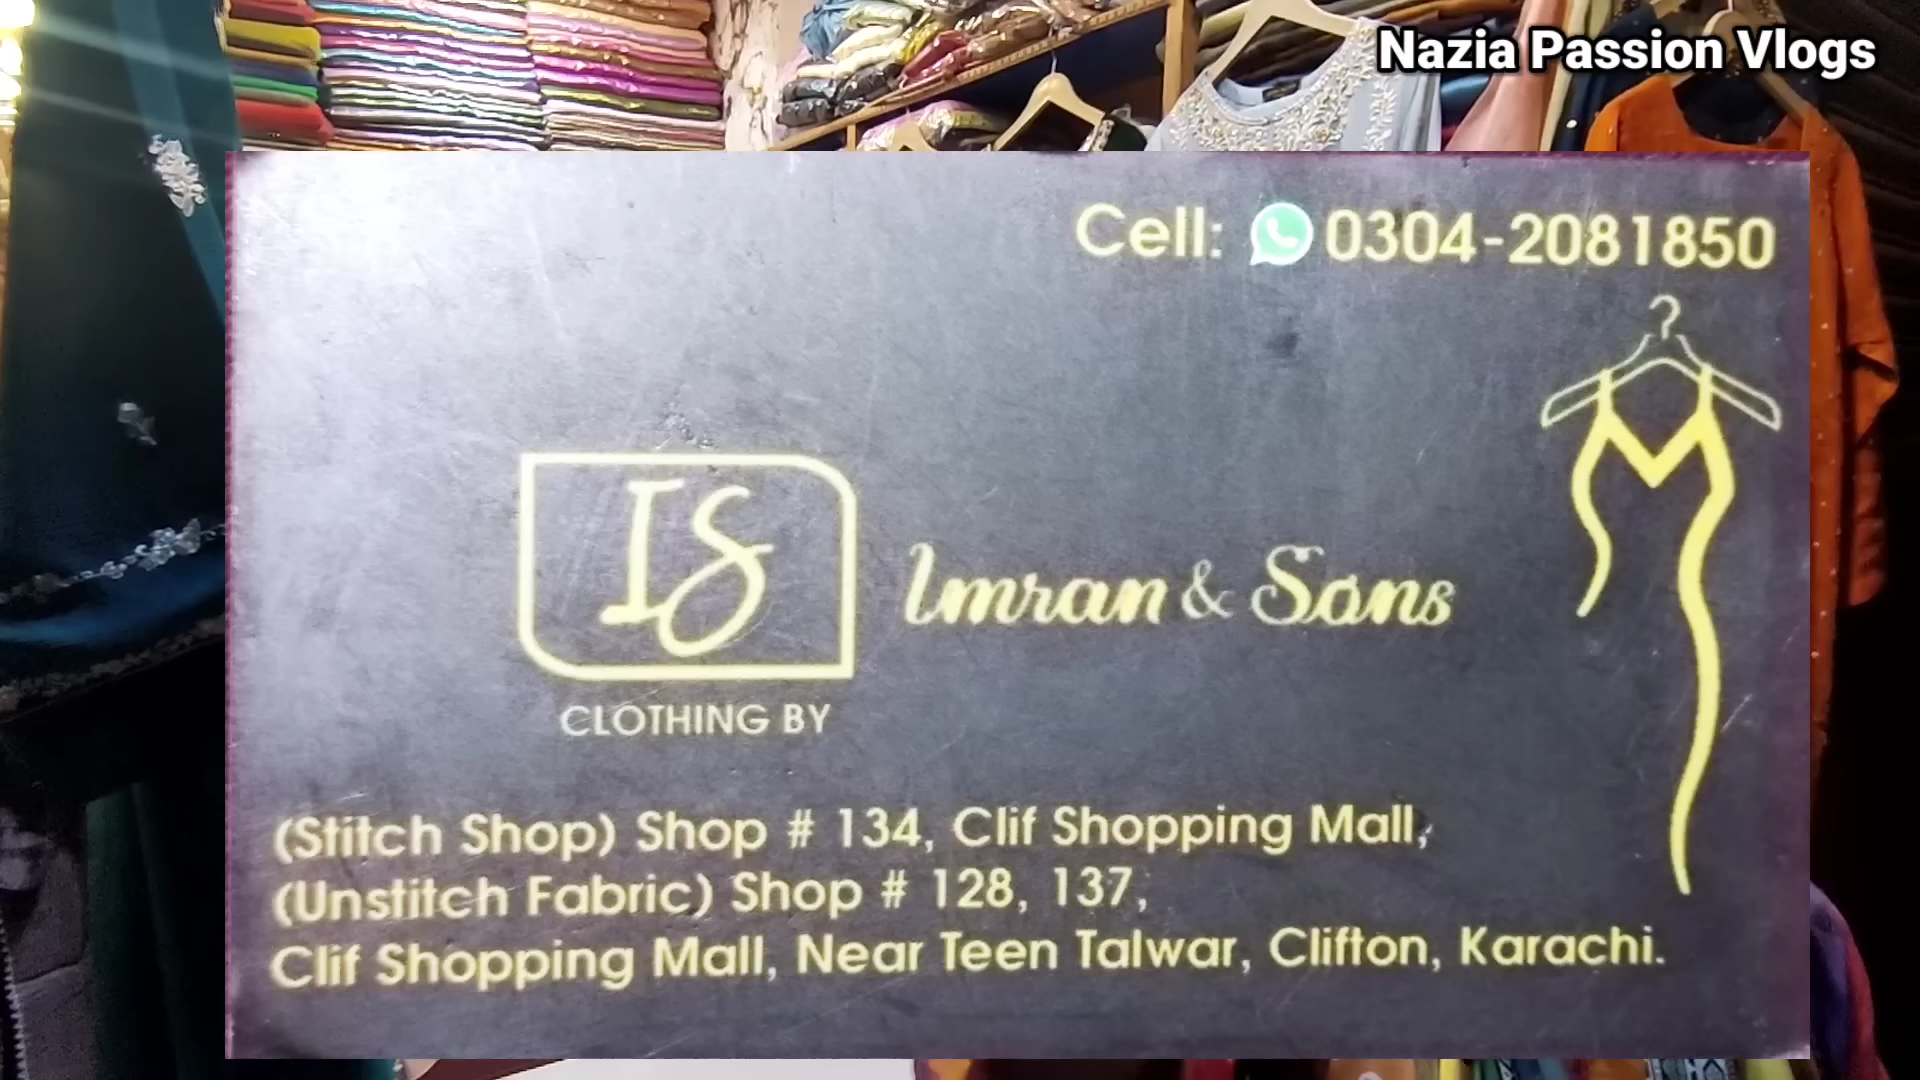 Nazia Passion Vlogs
Cell: 0304-2081850
IS
Imran & Sons
CLOTHING BY
(Stitch Shop) Shop # 134, Clif Shopping Mall,
(Unstitch Fabric) Shop # 128, 137,
Clif Shopping Mall, Near Teen Talwar, Clifton, Karachi.